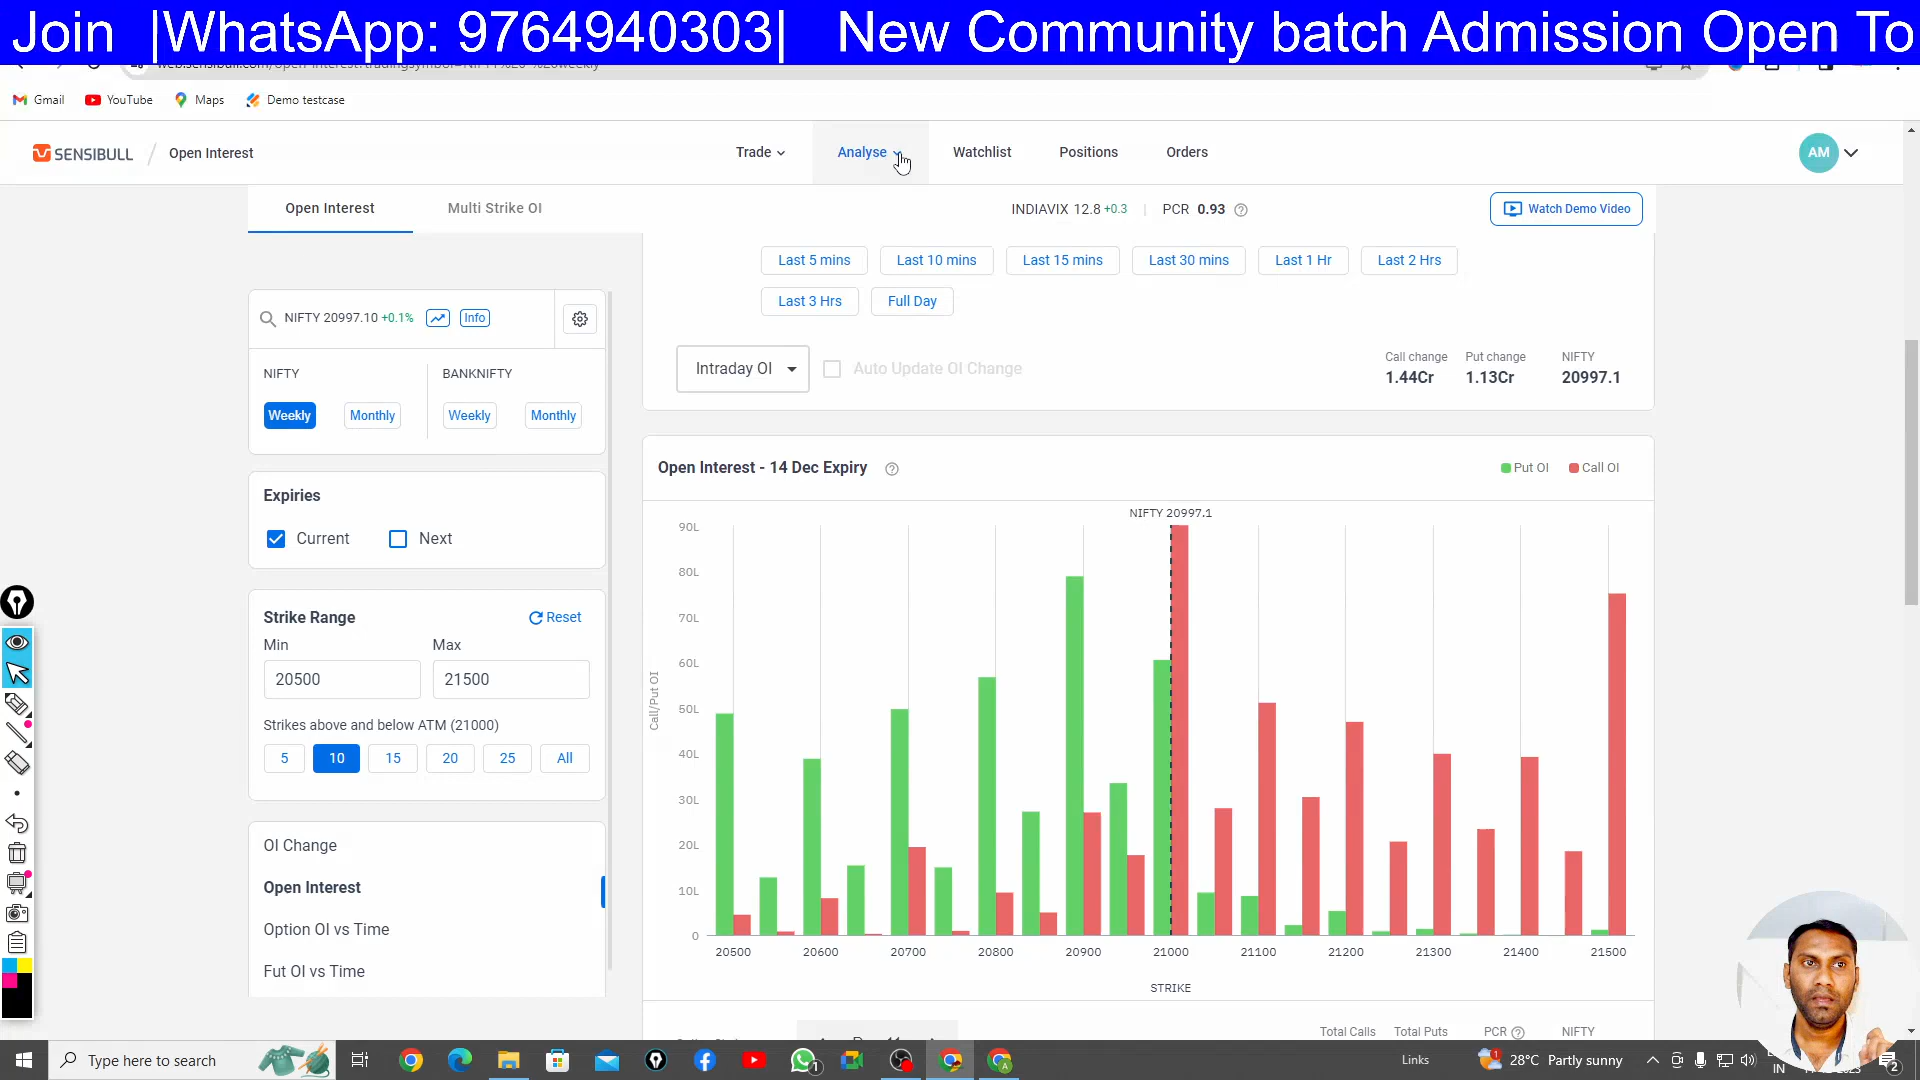 Join |WhatsApp: 9764940303| New Community batch Admission Open To
Gmail YouTube Maps Demo testcase
SENSIBULL / Open Interest Trade Analyse Watchlist Positions Orders AM
Open Interest Multi Strike OI INDIAVIX 12.8 +0.3 PCR 0.93 Watch Demo Video
Last 5 mins Last 10 mins Last 15 mins Last 30 mins Last 1 Hr Last 2 Hrs
Last 3 Hrs Full Day
NIFTY 20997.10 +0.1% Info
Intraday OI Auto Update OI Change
Call change Put change NIFTY
1.44Cr 1.13Cr 20997.1
NIFTY BANKNIFTY
Weekly Monthly Weekly Monthly
Expiries
Current Next
Strike Range Reset
Min Max
20500 21500
Strikes above and below ATM (21000)
5 10 15 20 25 All
OI Change
Open Interest
Option OI vs Time
Fut OI vs Time
Open Interest - 14 Dec Expiry Put OI Call OI
NIFTY 20997.1
90L
80L
70L
60L
50L
40L
30L
20L
10L
0
Call/Put OI
20500 20600 20700 20800 20900 21000 21100 21200 21300 21400 21500
STRIKE
Total Calls Total Puts PCR NIFTY
Type here to search 1 Links 1 28°C Partly sunny IN 2